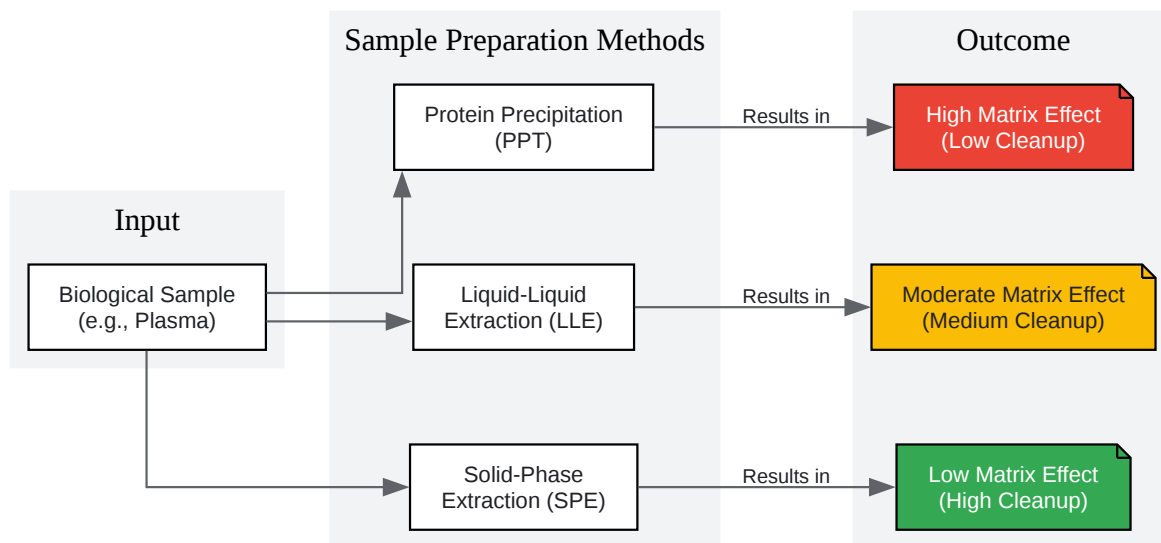 Sample Preparation Methods
Outcome
Protein Precipitation
(PPT)
Results in
High Matrix Effect
(Low Cleanup)
Input
Biological Sample
(e.g., Plasma)
Liquid-Liquid
Extraction (LLE)
Results in
Moderate Matrix Effect
(Medium Cleanup)
Solid-Phase
Extraction (SPE)
Results in
Low Matrix Effect
(High Cleanup)